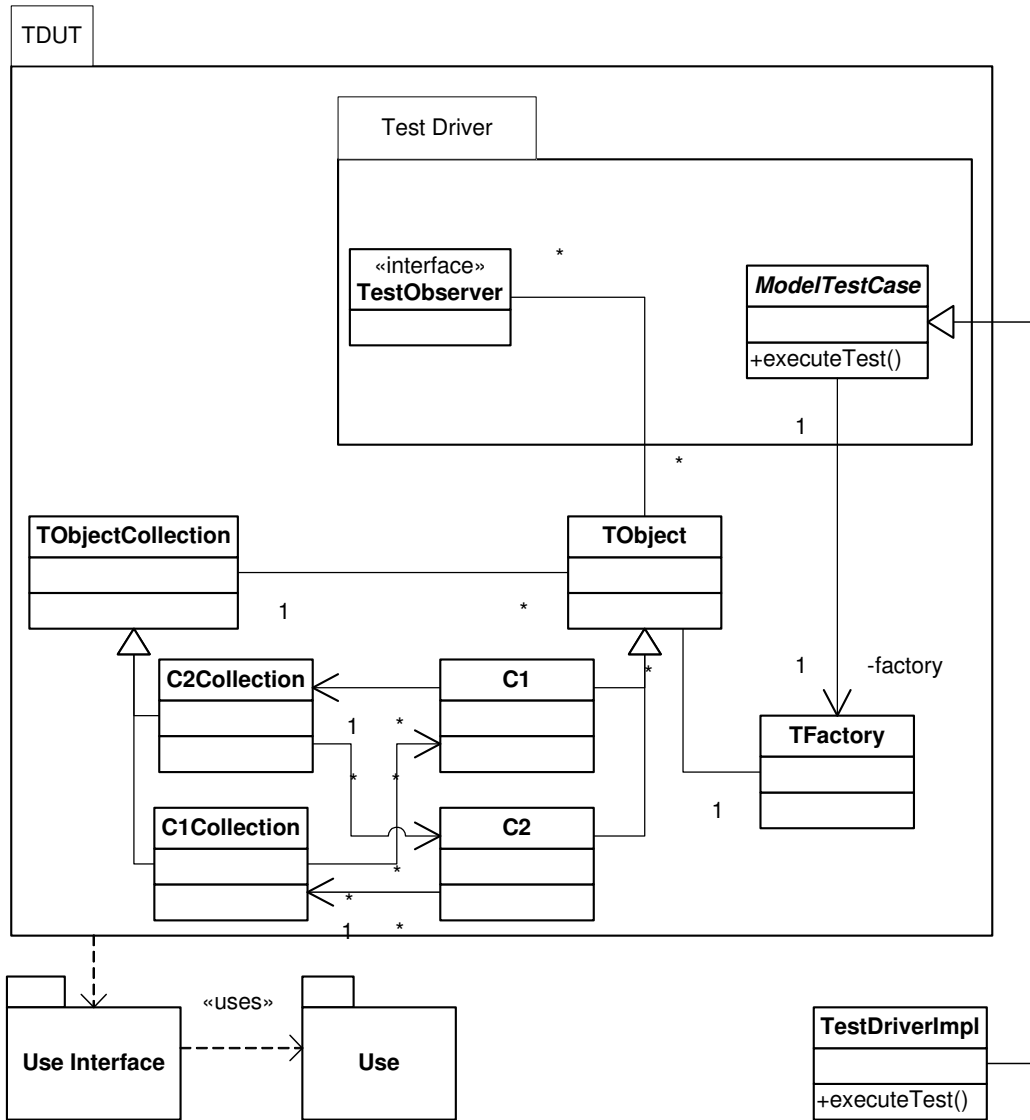 TDUT
Test Driver
«interface»
TestObserver
*
ModelTestCase
+executeTest()
1
*
TObjectCollection
TObject
1
*
C2Collection
C1
*
1
*
1
-factory
*
*
TFactory
1
C1Collection
C2
*
*
1
*
«uses»
Use Interface
Use
TestDriverImpl
+executeTest()